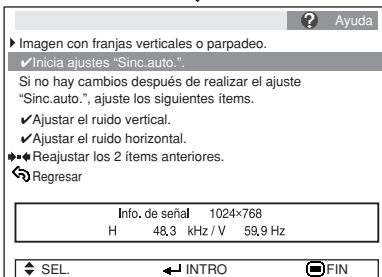 ? Ayuda
Imagen con franjas verticales o parpadeo.
✔Inicia ajustes “Sinc.auto.”.
Si no hay cambios después de realizar el ajuste
“Sinc.auto.”, ajuste los siguientes ítems.
✔Ajustar el ruido vertical.
✔Ajustar el ruido horizontal.
Reajustar los 2 ítems anteriores.
Regresar
Info. de señal 1024×768
H 48.3 kHz / V 59.9 Hz
SEL. INTRO FIN